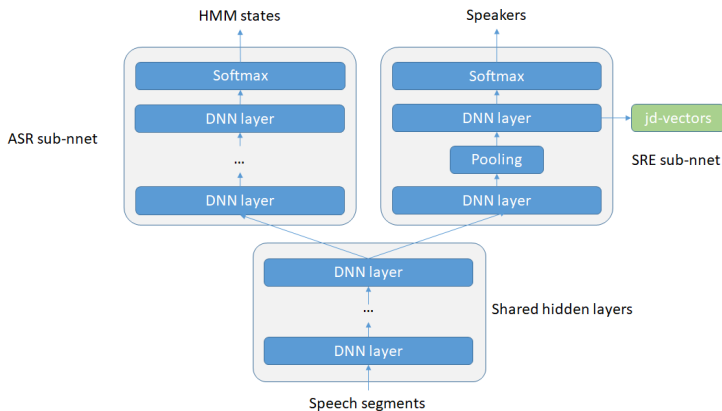 HMM states
Speakers
Softmax
Softmax
DNN layer
DNN layer
jd-vectors
ASR sub-nnet
...
Pooling
SRE sub-nnet
DNN layer
DNN layer
DNN layer
...
Shared hidden layers
DNN layer
Speech segments